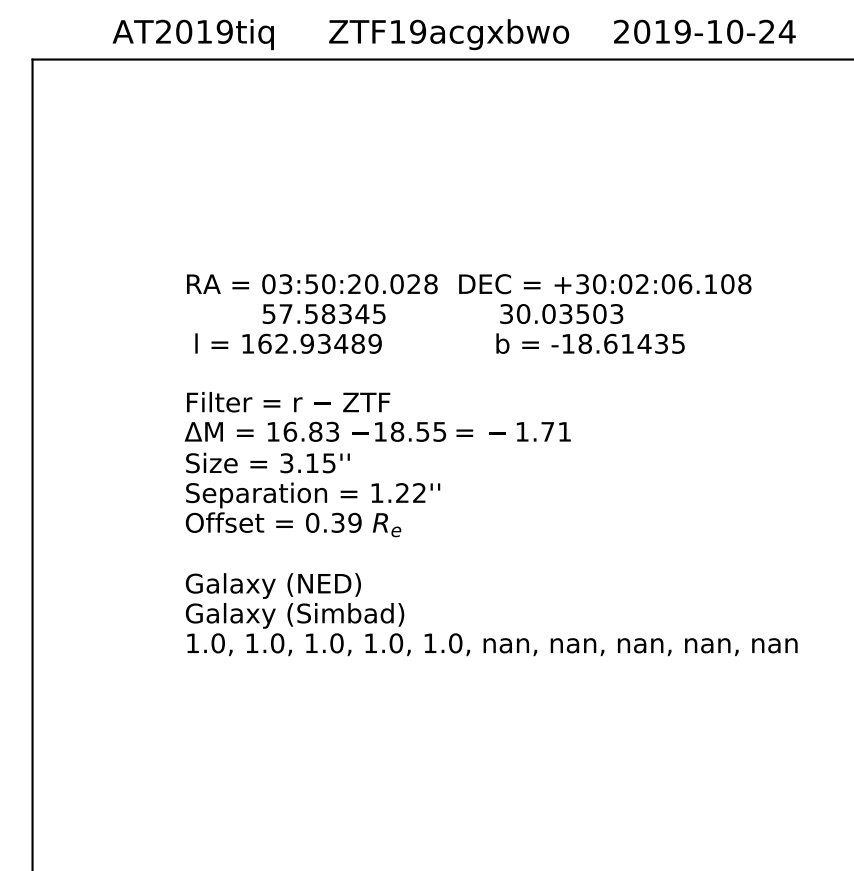 AT2019tiq ZTF19acgxbwo 2019-10-24
RA = 03:50:20.028 DEC = +30:02:06.108
57.58345 30.03503
l = 162.93489 b = -18.61435
Filter = r − ZTF
ΔM = 16.83 −18.55 = − 1.71
Size = 3.15''
Separation = 1.22''
Offset = 0.39 Re
Galaxy (NED)
Galaxy (Simbad)
1.0, 1.0, 1.0, 1.0, 1.0, nan, nan, nan, nan, nan